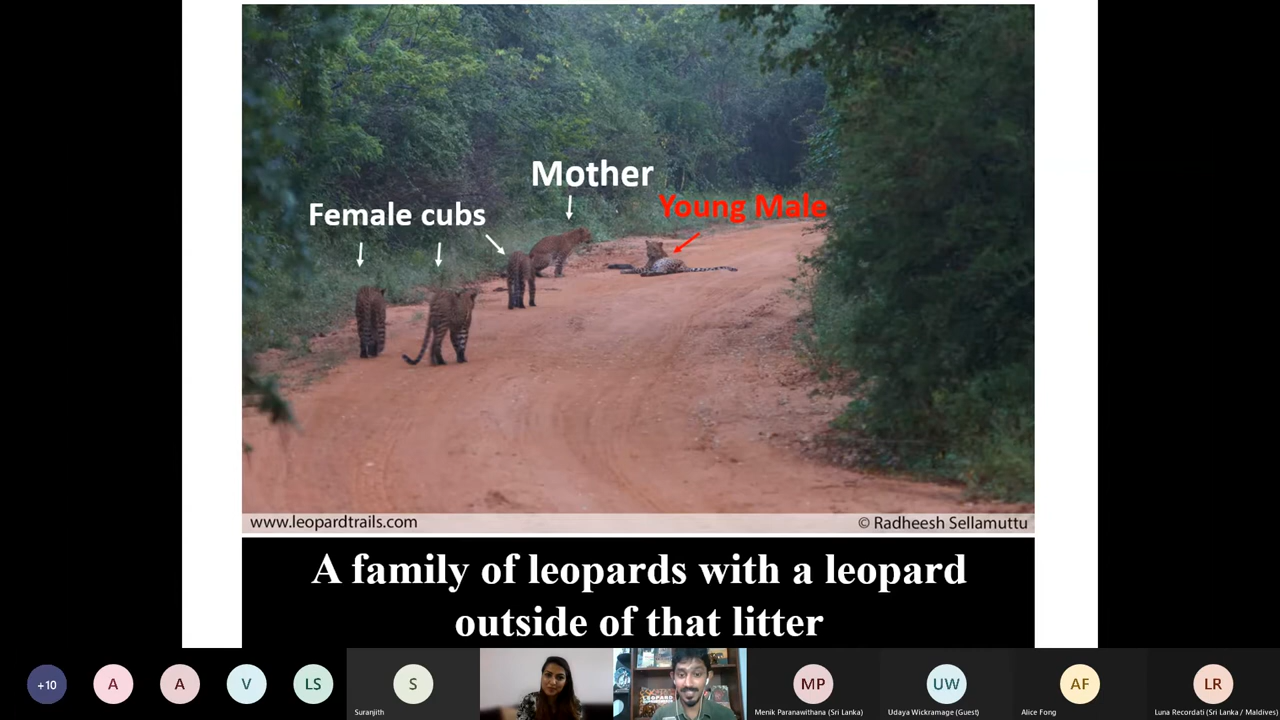 Mother
Young Male
Female cubs
www.leopardtrails.com
© Radheesh Sellamuttu
A family of leopards with a leopard
outside of that litter
+10
A
A
V
LS
S
MP
UW
AF
LR
Suranjith
Menik Paranawithana (Sri Lanka)
Udaya Wickramage (Guest)
Alice Fong
Luna Recordati (Sri Lanka / Maldives)